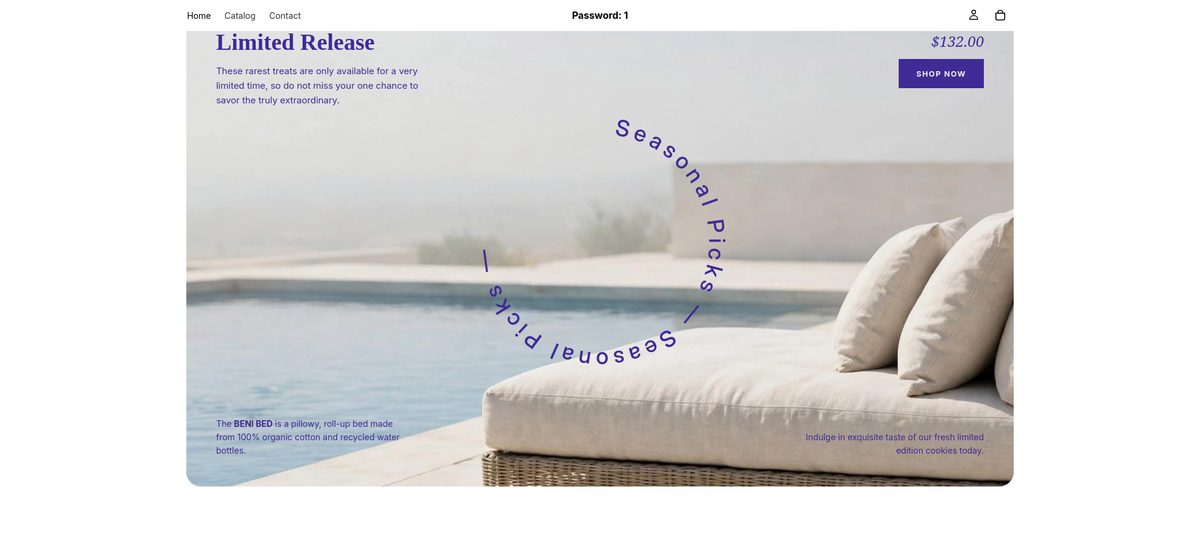 Home Catalog Contact
Password: 1
Limited Release
These rarest treats are only available for a very
limited time, so do not miss your one chance to
savor the truly extraordinary.
$132.00
SHOP NOW
Seasonal Picks — Seasonal Picks —
The BENI BED is a pillowy, roll-up bed made
from 100% organic cotton and recycled water
bottles.
Indulge in exquisite taste of our fresh limited
edition cookies today.